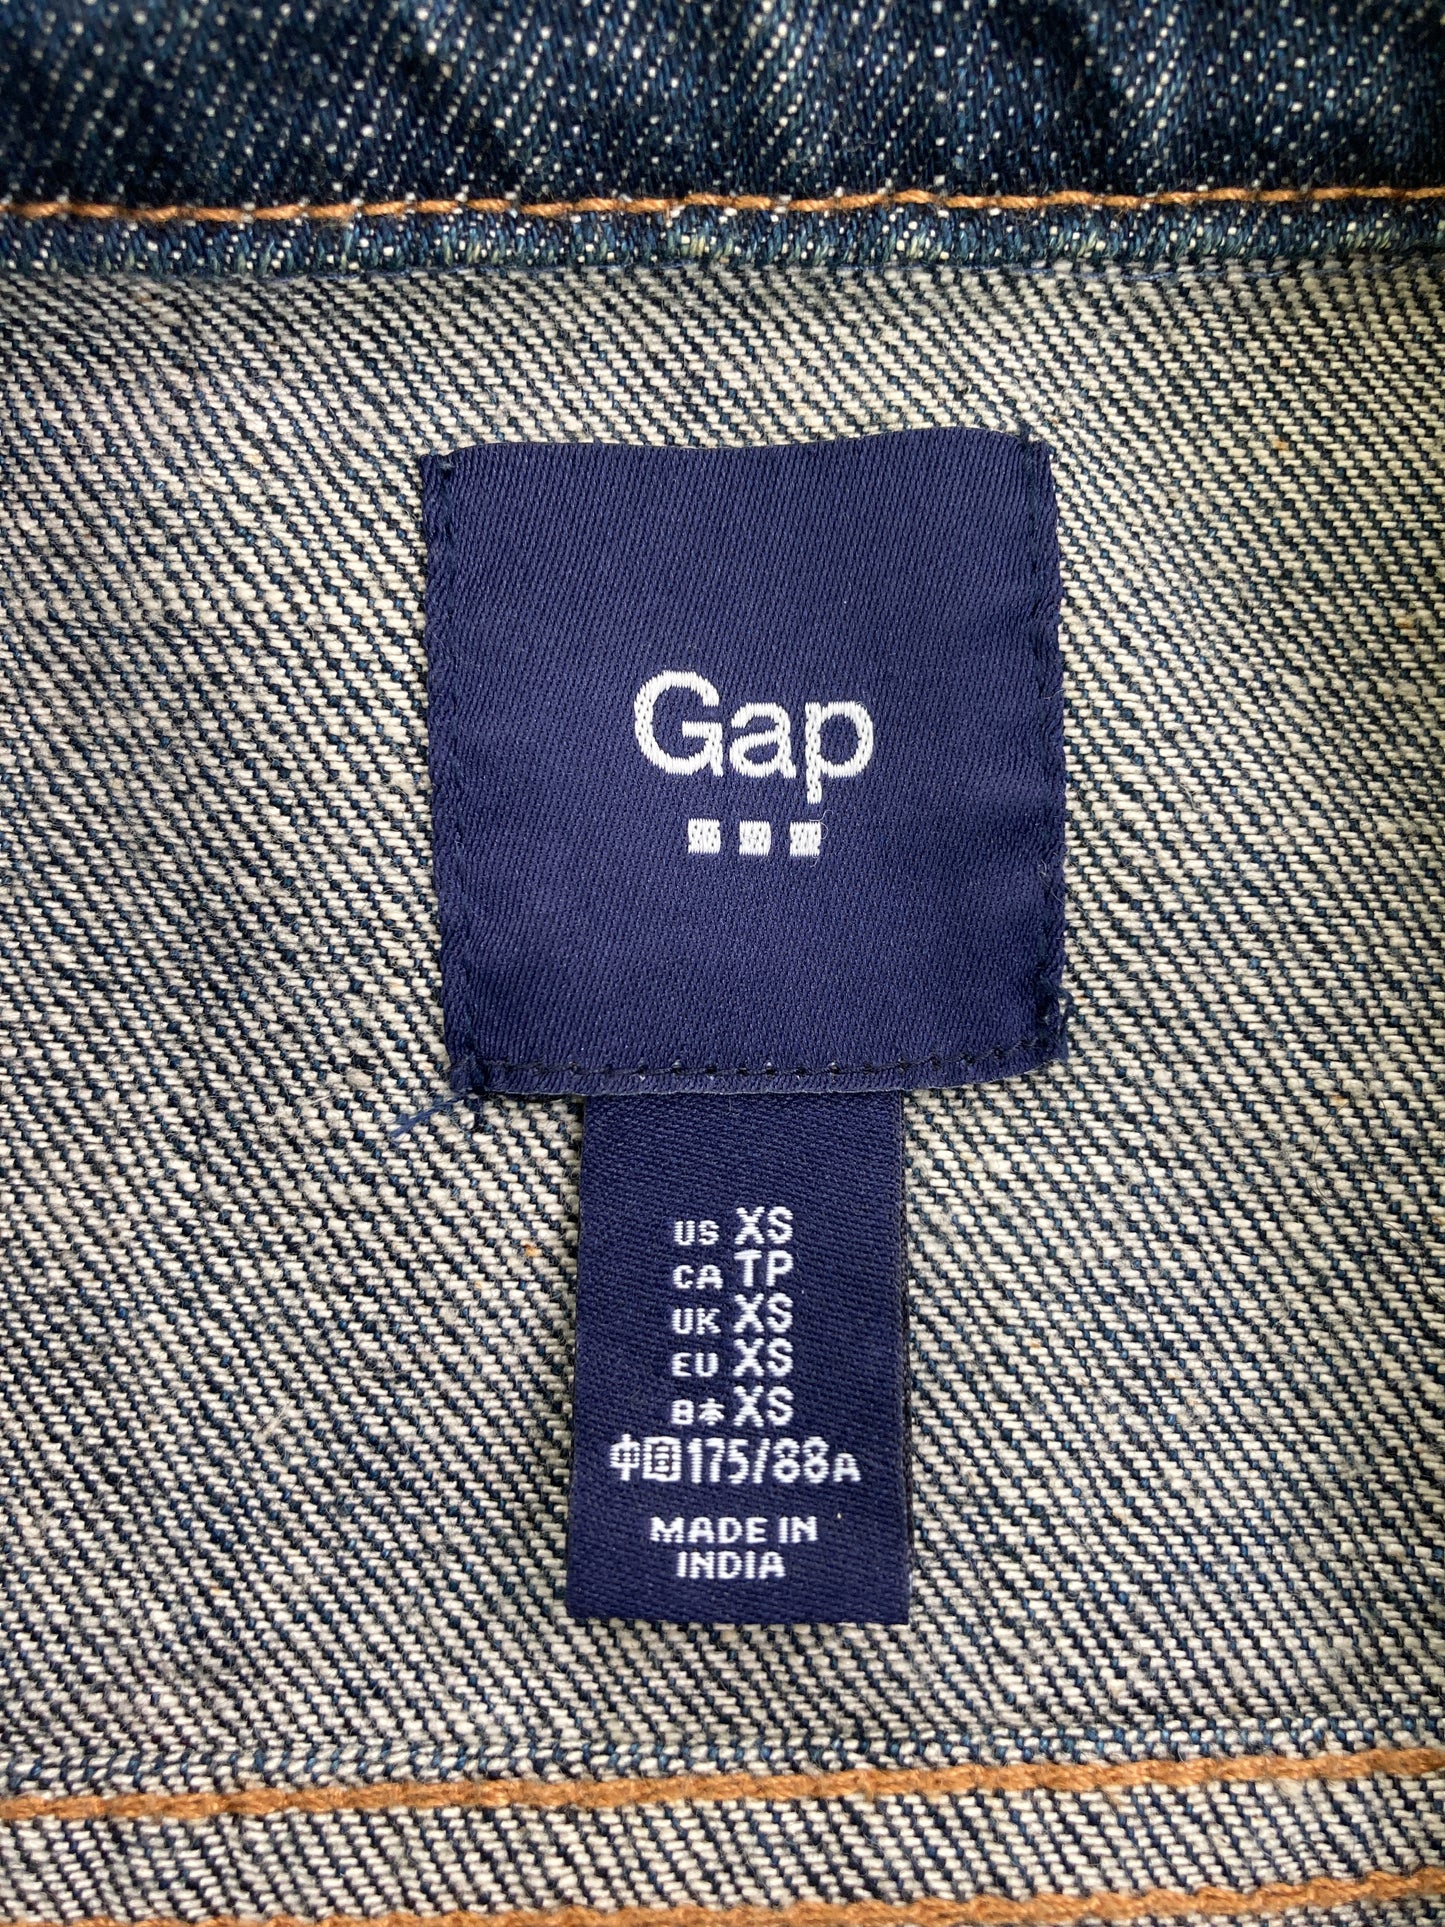 Gap
US XS
CA TP
UK XS
EU XS
日本 XS
中国 175/88A
MADE IN
INDIA